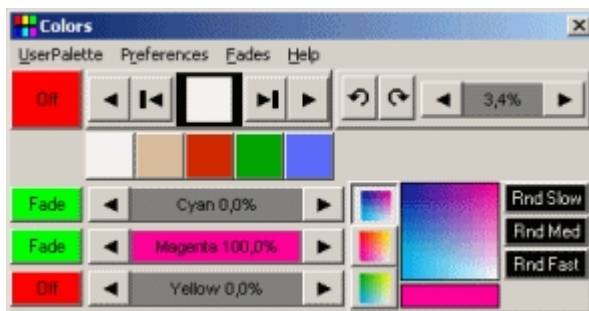 Colors
UserPalette Preferences Fades Help
Off 3,4%
Fade Cyan 0,0% Rnd Slow
Fade Magenta 100,0% Rnd Med
Off Yellow 0,0% Rnd Fast